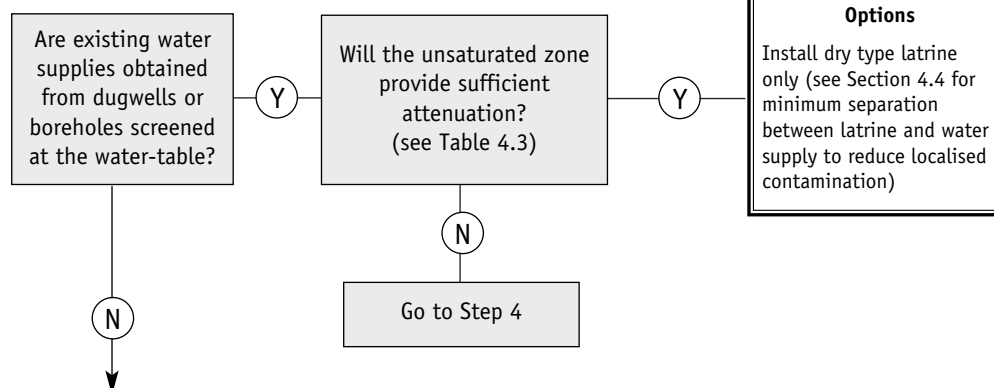 Are existing water
supplies obtained
from dugwells or
boreholes screened
at the water-table?
Y
Will the unsaturated zone
provide sufficient
attenuation?
(see Table 4.3)
Y
Options
Install dry type latrine
only (see Section 4.4 for
minimum separation
between latrine and water
supply to reduce localised
contamination)
N
Go to Step 4
N